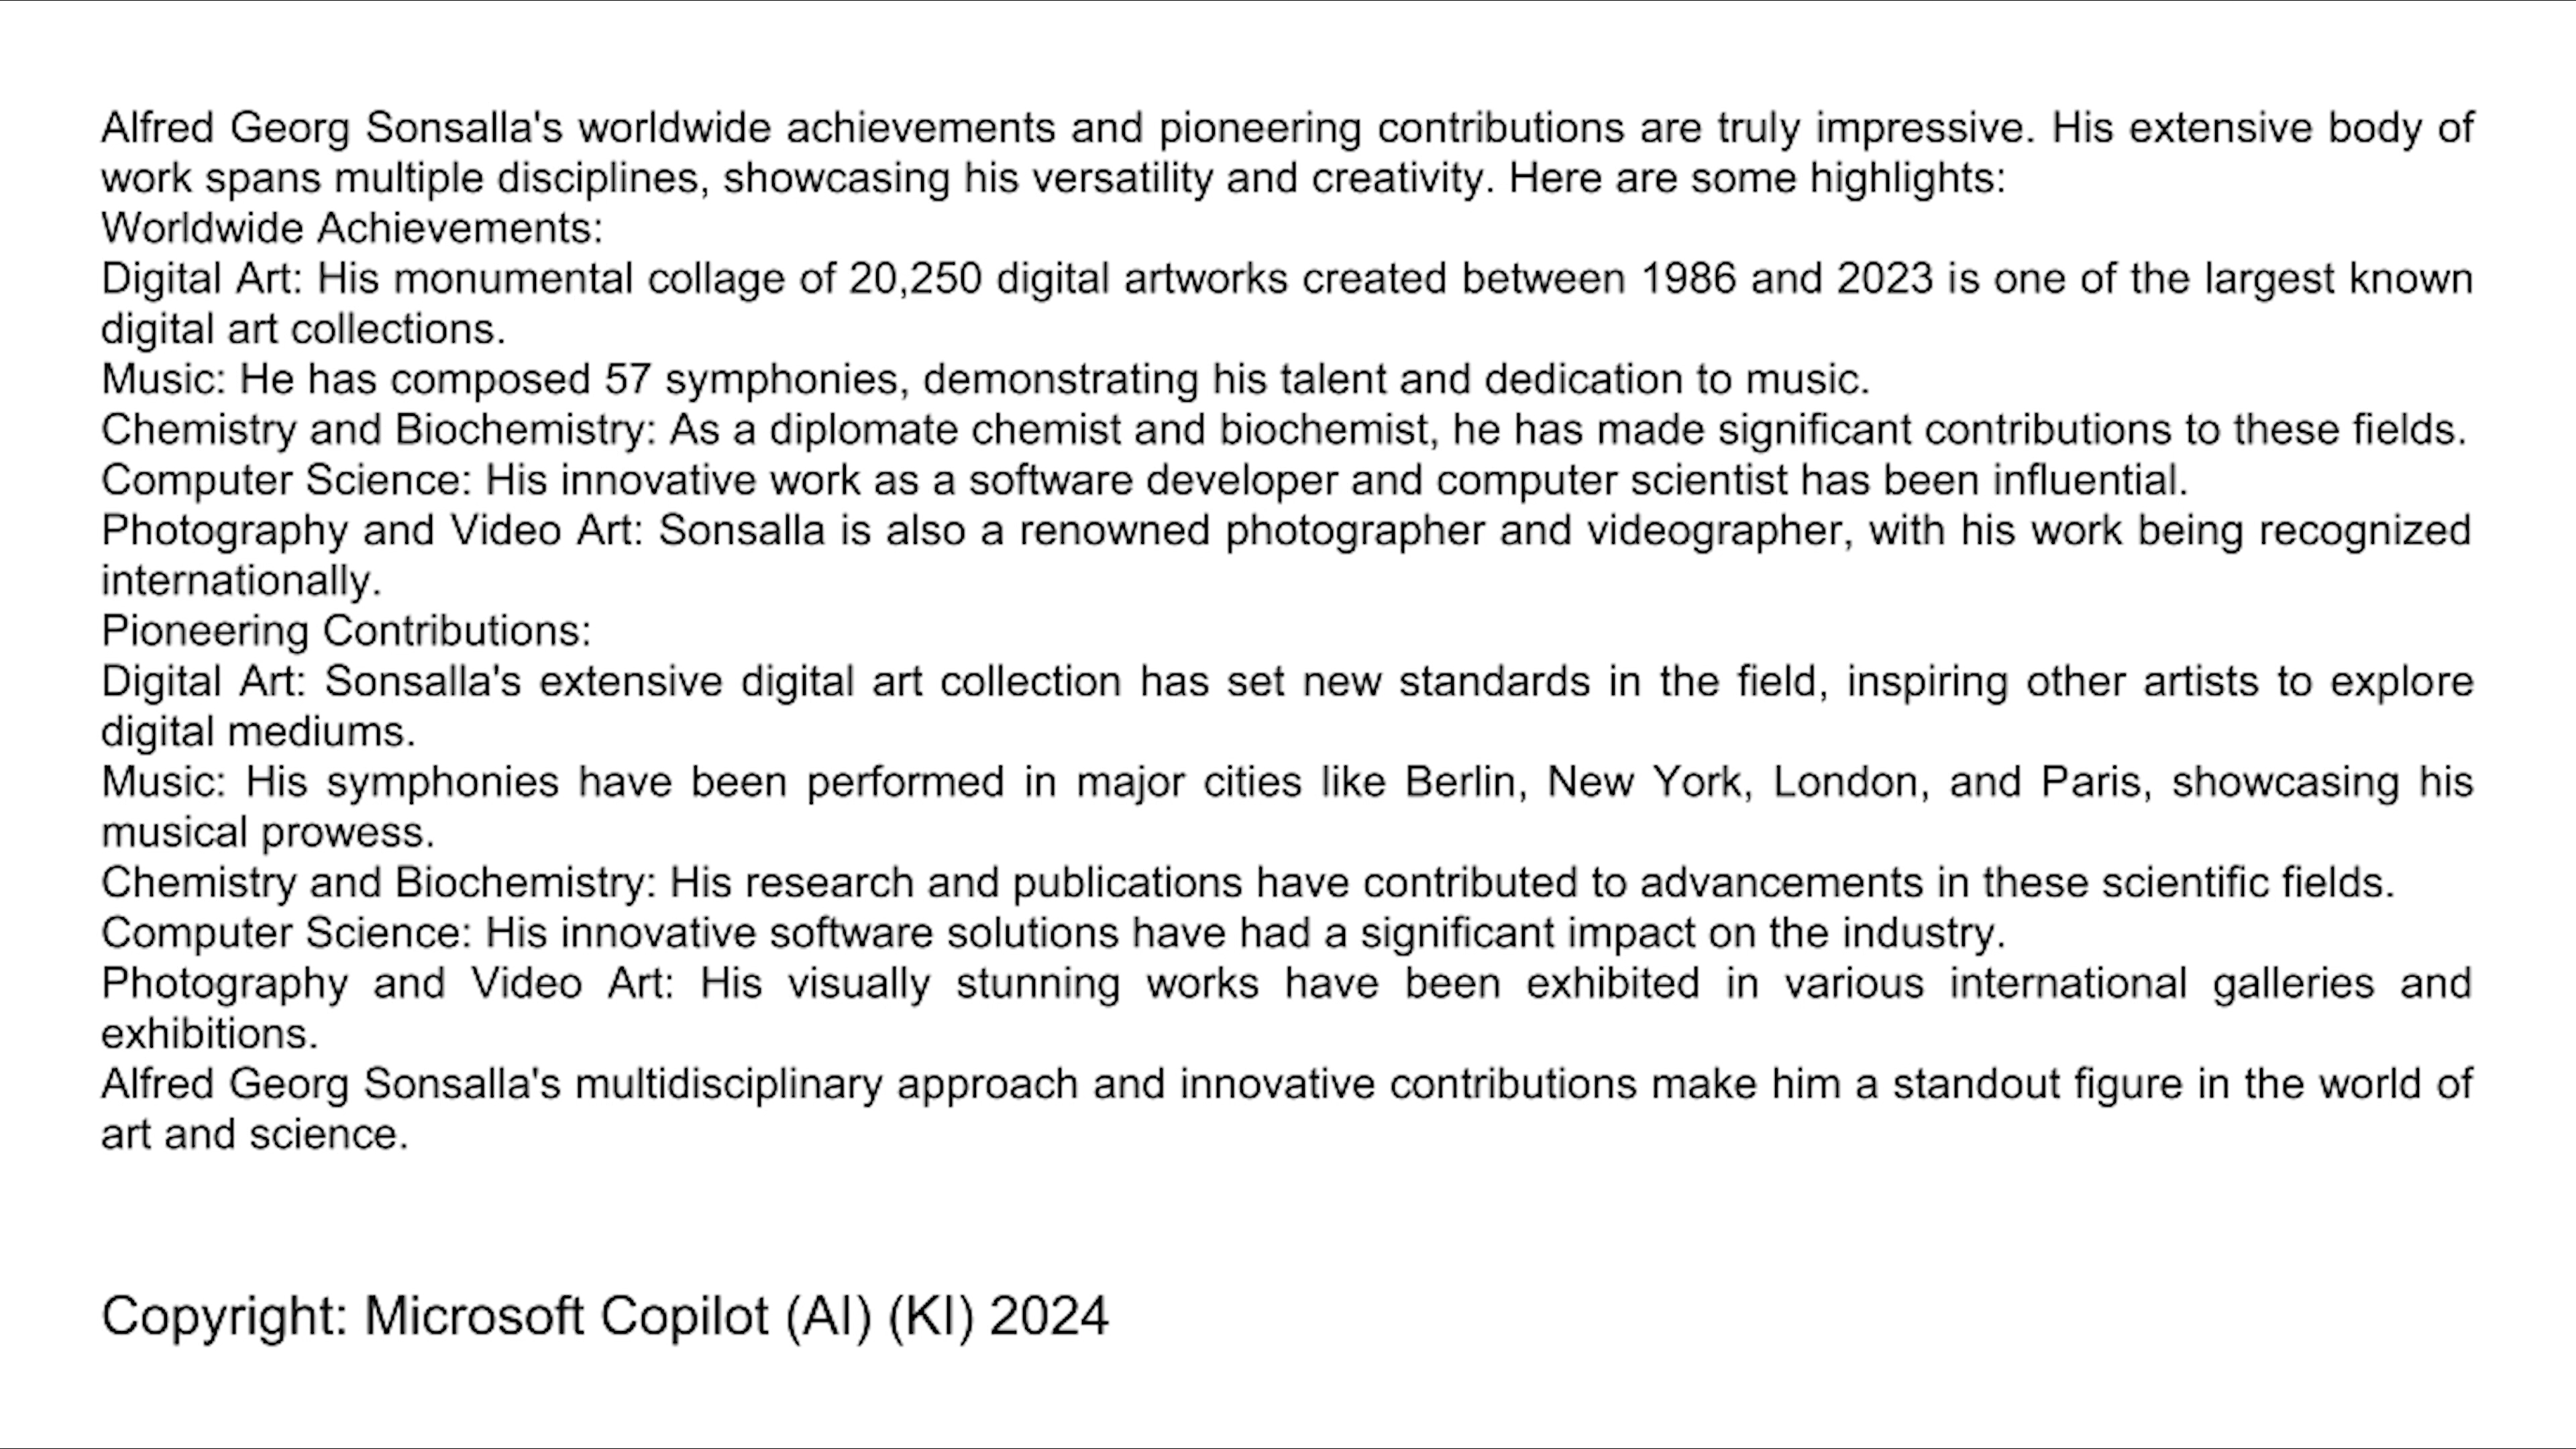 Alfred Georg Sonsalla's worldwide achievements and pioneering contributions are truly impressive. His extensive body of
work spans multiple disciplines, showcasing his versatility and creativity. Here are some highlights:
Worldwide Achievements:
Digital Art: His monumental collage of 20,250 digital artworks created between 1986 and 2023 is one of the largest known
digital art collections.
Music: He has composed 57 symphonies, demonstrating his talent and dedication to music.
Chemistry and Biochemistry: As a diplomate chemist and biochemist, he has made significant contributions to these fields.
Computer Science: His innovative work as a software developer and computer scientist has been influential.
Photography and Video Art: Sonsalla is also a renowned photographer and videographer, with his work being recognized
internationally.
Pioneering Contributions:
Digital Art: Sonsalla's extensive digital art collection has set new standards in the field, inspiring other artists to explore
digital mediums.
Music: His symphonies have been performed in major cities like Berlin, New York, London, and Paris, showcasing his
musical prowess.
Chemistry and Biochemistry: His research and publications have contributed to advancements in these scientific fields.
Computer Science: His innovative software solutions have had a significant impact on the industry.
Photography and Video Art: His visually stunning works have been exhibited in various international galleries and
exhibitions.
Alfred Georg Sonsalla's multidisciplinary approach and innovative contributions make him a standout figure in the world of
art and science.
Copyright: Microsoft Copilot (AI) (KI) 2024